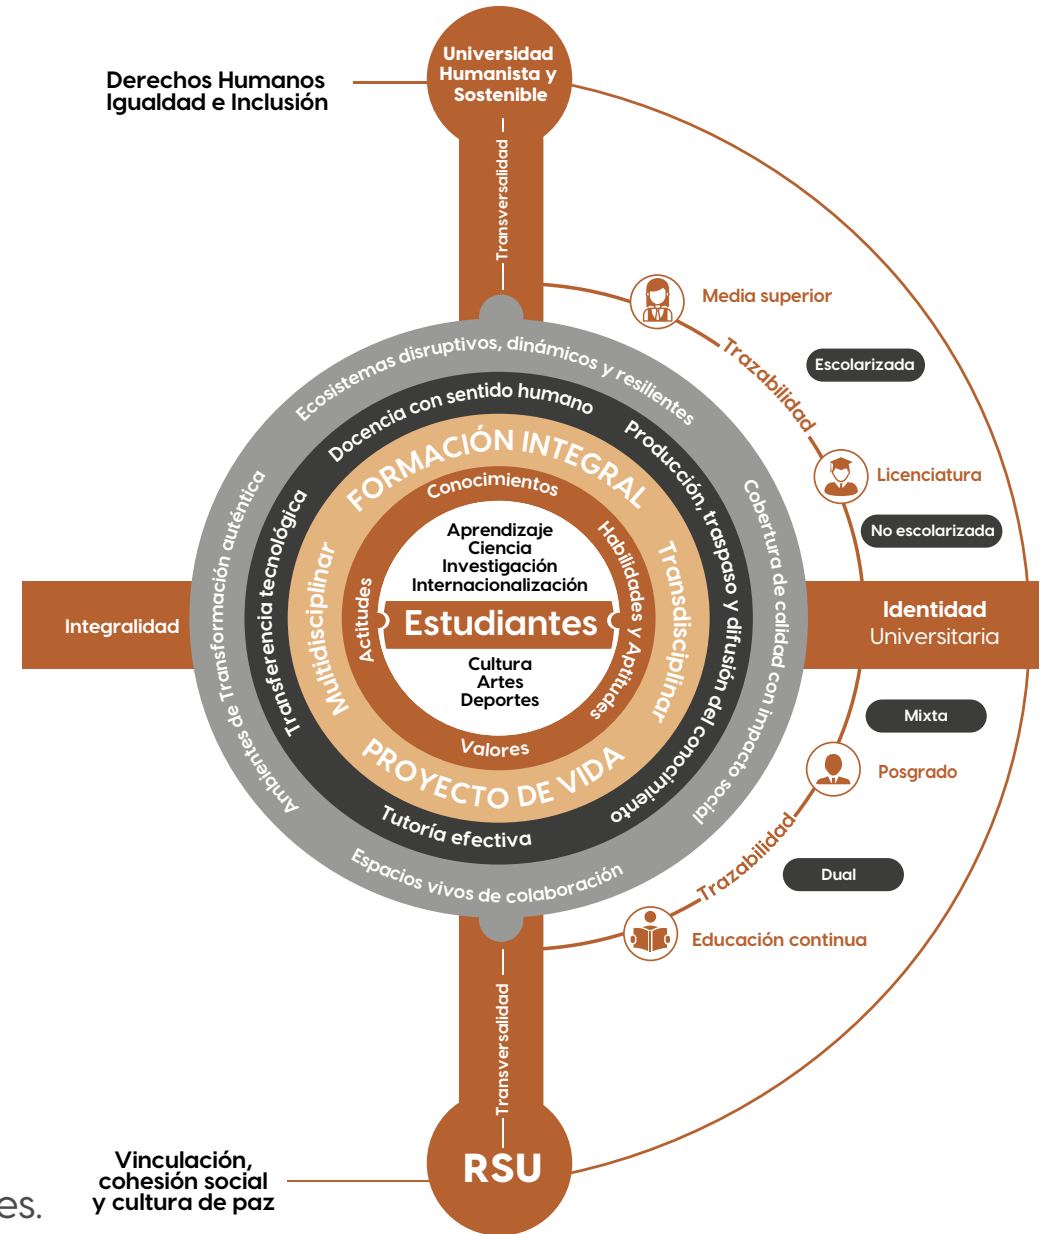 Universidad
Humanista y
Sostenible
Derechos Humanos
Igualdad e Inclusión
Transversalidad
Media superior
Trazabilidad
Escolarizada
Licenciatura
No escolarizada
Ecosistemas disruptivos, dinámicos y resilientes
Cobertura de calidad con impacto social
Ambientes de Transformación auténtica
Espacios vivos de colaboración
Docencia con sentido humano
Producción, traspaso y difusión del conocimiento
Transferencia tecnológica
Tutoría efectiva
FORMACIÓN INTEGRAL
Transdisciplinar
Multidisciplinar
PROYECTO DE VIDA
Conocimientos
Habilidades y Aptitudes
Actitudes
Valores
Aprendizaje
Ciencia
Investigación
Internacionalización
Estudiantes
Cultura
Artes
Deportes
Integralidad
Identidad
Universitaria
Mixta
Posgrado
Trazabilidad
Dual
Educación continua
Transversalidad
RSU
Vinculación,
cohesión social
y cultura de paz
es.